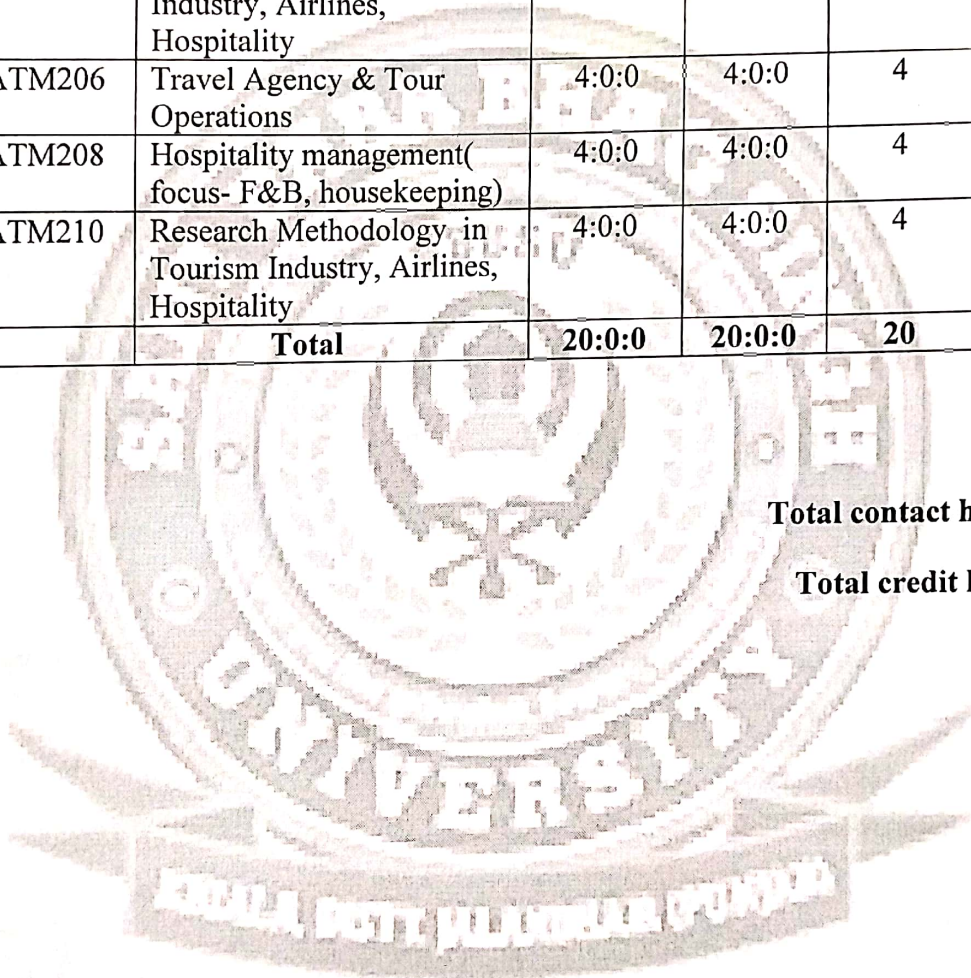 Industry, Airlines,
Hospitality
ATM206 Travel Agency & Tour 4:0:0 4:0:0 4
Operations
ATM208 Hospitality management( 4:0:0 4:0:0 4
focus- F&B, housekeeping)
ATM210 Research Methodology in 4:0:0 4:0:0 4
Tourism Industry, Airlines,
Hospitality
Total 20:0:0 20:0:0 20
Total contact h
Total credit
UNIVERSITY